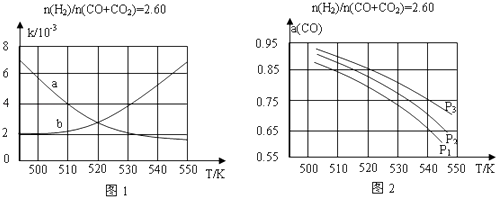 n(H₂)/n(CO+CO₂)=2.60
k/10⁻³
8
6
4
2
0
a
b
500 510 520 530 540 550 T/K
图 1
n(H₂)/n(CO+CO₂)=2.60
a(CO)
0.95
0.85
0.75
0.65
0.55
P₃
P₂
P₁
500 510 520 530 540 550 T/K
图 2